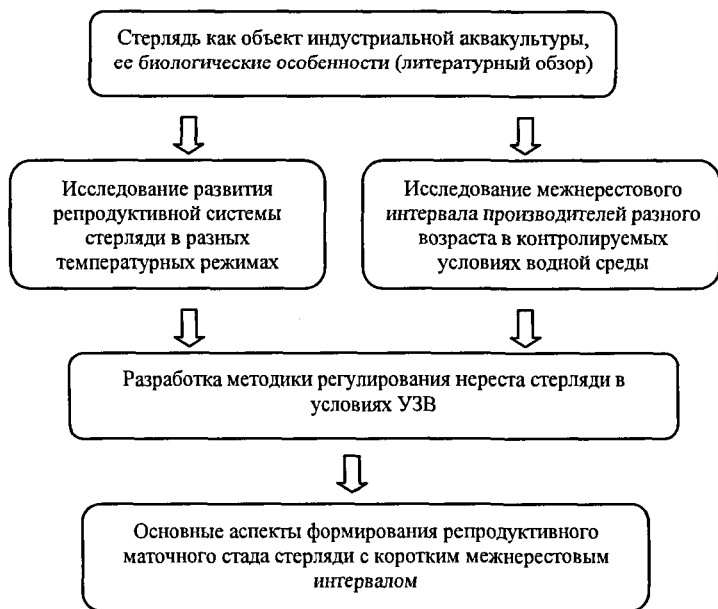 Стерлядь как объект индустриальной аквакультуры,
ее биологические особенности (литературный обзор)
Исследование развития
репродуктивной системы
стерляди в разных
температурных режимах
Исследование межнерестового
интервала производителей разного
возраста в контролируемых
условиях водной среды
Разработка методики регулирования нереста стерляди в
условиях УЗВ
Основные аспекты формирования репродуктивного
маточного стада стерляди с коротким межнерестовым
интервалом